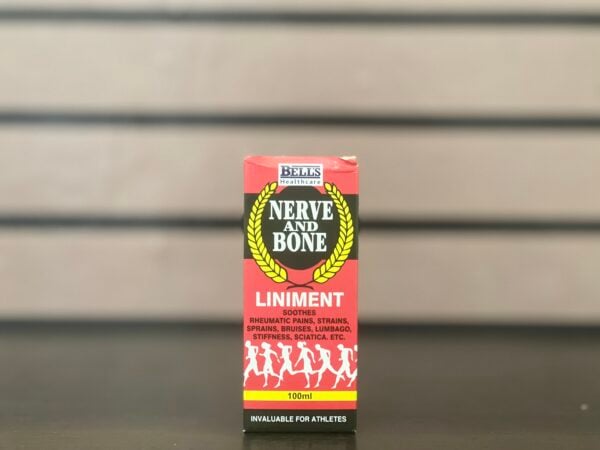 BELL'S
Healthcare
NERVE
AND
BONE
LINIMENT
SOOTHES
RHEUMATIC PAINS, STRAINS,
SPRAINS, BRUISES, LUMBAGO,
STIFFNESS, SCIATICA. ETC.
100ml
INVALUABLE FOR ATHLETES